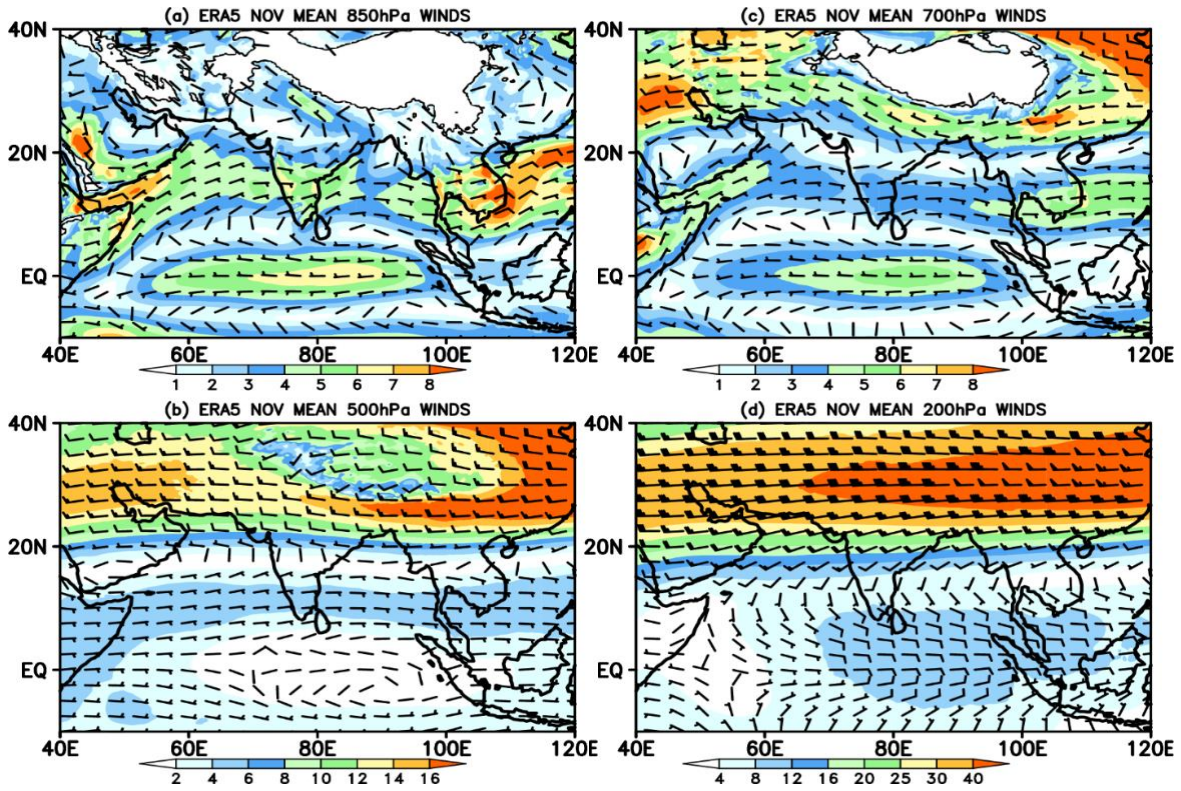 (a) ERA5 NOV MEAN 850hPa WINDS
40N
20N
EQ
40E 60E 80E 100E 120E
1 2 3 4 5 6 7 8
(c) ERA5 NOV MEAN 700hPa WINDS
40N
20N
EQ
40E 60E 80E 100E 120E
1 2 3 4 5 6 7 8
(b) ERA5 NOV MEAN 500hPa WINDS
40N
20N
EQ
40E 60E 80E 100E 120E
2 4 6 8 10 12 14 16
(d) ERA5 NOV MEAN 200hPa WINDS
40N
20N
EQ
40E 60E 80E 100E 120E
4 8 12 16 20 25 30 40